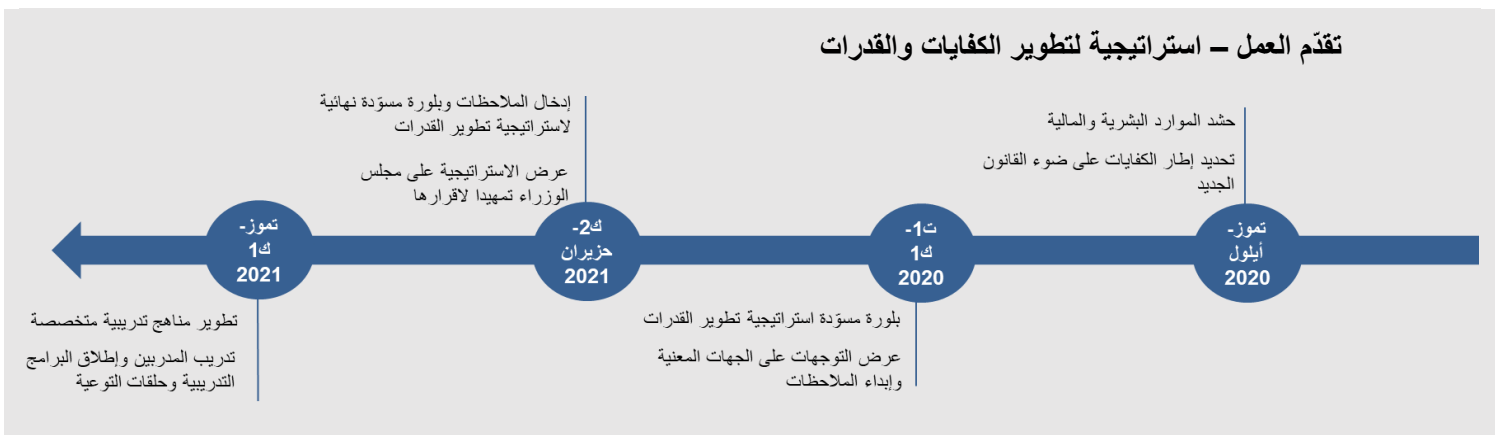 تقدّم العمل – استراتيجية لتطوير الكفايات والقدرات
حشد الموارد البشرية والمالية
تحديد إطار الكفايات على ضوء القانون
الجديد
تموز-
أيلول
2020
ت1-
ك1
2020
بلورة مسوّدة استراتيجية تطوير القدرات
عرض التوجهات على الجهات المعنية
وإبداء الملاحظات
إدخال الملاحظات وبلورة مسوّدة نهائية
لاستراتيجية تطوير القدرات
عرض الاستراتيجية على مجلس
الوزراء تمهيدا لاقرارها
ك2-
حزيران
2021
تموز-
ك1
2021
تطوير مناهج تدريبية متخصصة
تدريب المدربين وإطلاق البرامج
التدريبية وحلقات التوعية